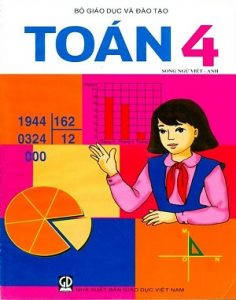 BỘ GIÁO DỤC VÀ ĐÀO TẠO
TOÁN 4
SONG NGỮ VIỆT - ANH
1944 162
0324 12
000
M
O N
GD
NHÀ XUẤT BẢN GIÁO DỤC VIỆT NAM